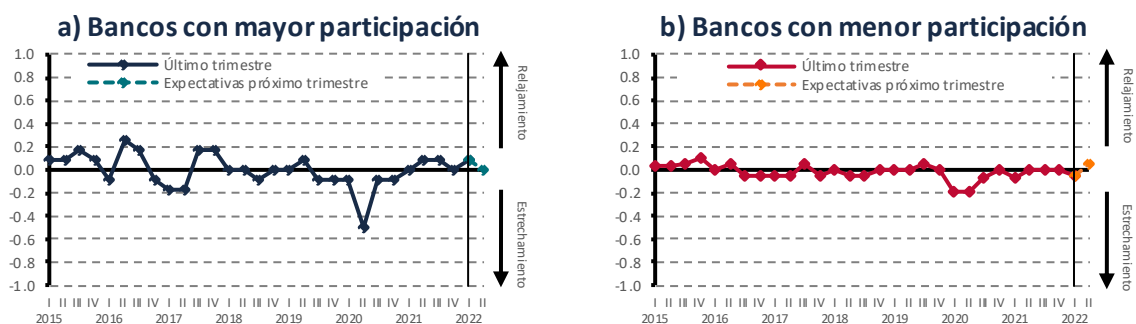 a) Bancos con mayor participación
1.0
0.8
0.6
0.4
0.2
0.0
-0.2
-0.4
-0.6
-0.8
-1.0
Último trimestre
Expectativas próximo trimestre
Relajamiento
Estrechamiento
I II III IV I II III IV I II III IV I II III IV I II III IV I II III IV I II III IV I II
2015 2016 2017 2018 2019 2020 2021 2022
b) Bancos con menor participación
1.0
0.8
0.6
0.4
0.2
0.0
-0.2
-0.4
-0.6
-0.8
-1.0
Último trimestre
Expectativas próximo trimestre
Relajamiento
Estrechamiento
I II III IV I II III IV I II III IV I II III IV I II III IV I II III IV I II III IV I II
2015 2016 2017 2018 2019 2020 2021 2022